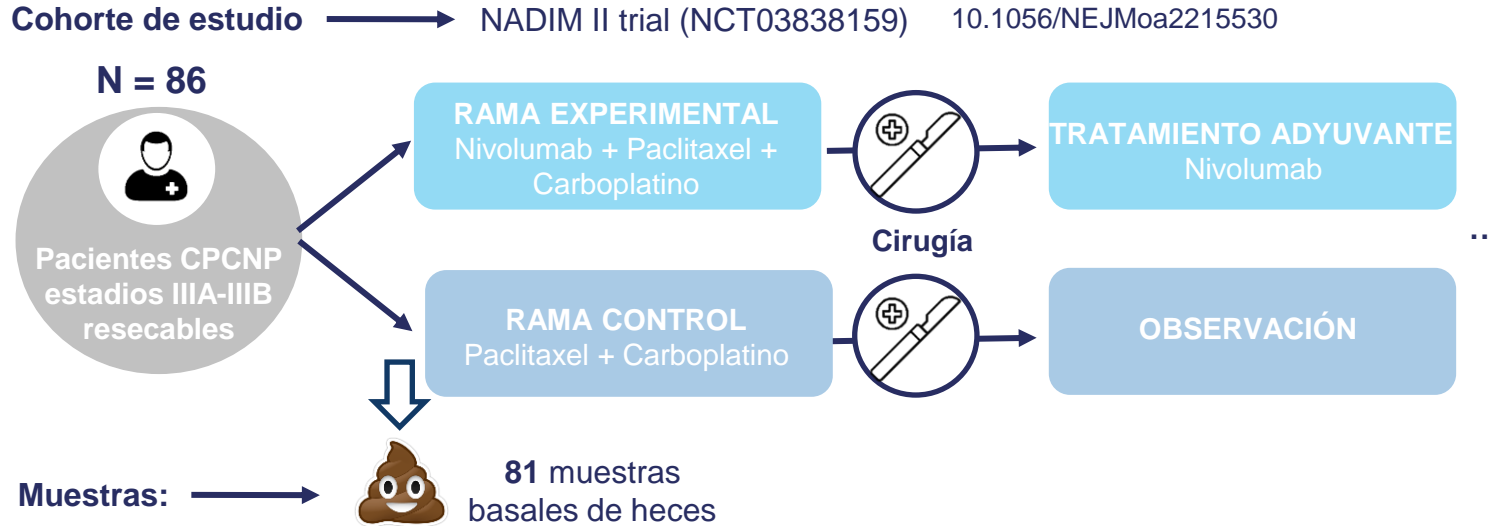 Cohorte de estudio NADIM II trial (NCT03838159) 10.1056/NEJMoa2215530
N = 86
Pacientes CPCNP
estadios IIIA-IIIB
resecables
RAMA EXPERIMENTAL
Nivolumab + Paclitaxel +
Carboplatino
TRATAMIENTO ADYUVANTE
Nivolumab
Cirugía
..
RAMA CONTROL
Paclitaxel + Carboplatino
OBSERVACIÓN
Muestras:
81 muestras
basales de heces